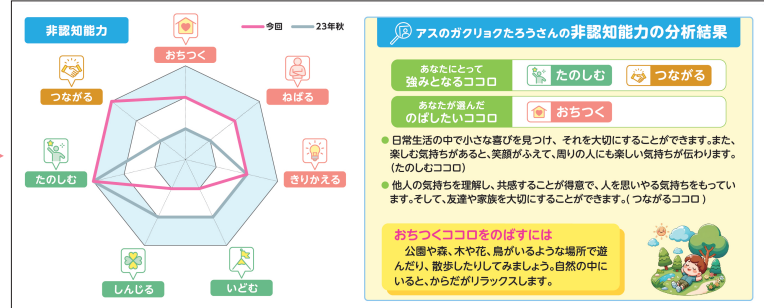 非認知能力
今回
23年秋
おちつく
ねばる
きりかえる
いどむ
しんじる
たのしむ
つながる
アスのガクリョクたろうさんの非認知能力の分析結果
あなたにとって
強みとなるココロ
たのしむ
つながる
あなたが選んだ
のばしたいココロ
おちつく
● 日常生活の中で小さな喜びを見つけ、それを大切にすることができます。また、
楽しむ気持ちがあると、笑顔がふえて、周りの人にも楽しい気持ちが伝わります。
(たのしむココロ)
● 他人の気持ちを理解し、共感することが得意で、人を思いやる気持ちをもってい
ます。そして、友達や家族を大切にすることができます。( つながるココロ )
おちつくココロをのばすには
公園や森、木や花、鳥がいるような場所で遊
んだり、散歩したりしてみましょう。自然の中に
いると、からだがリラックスします。